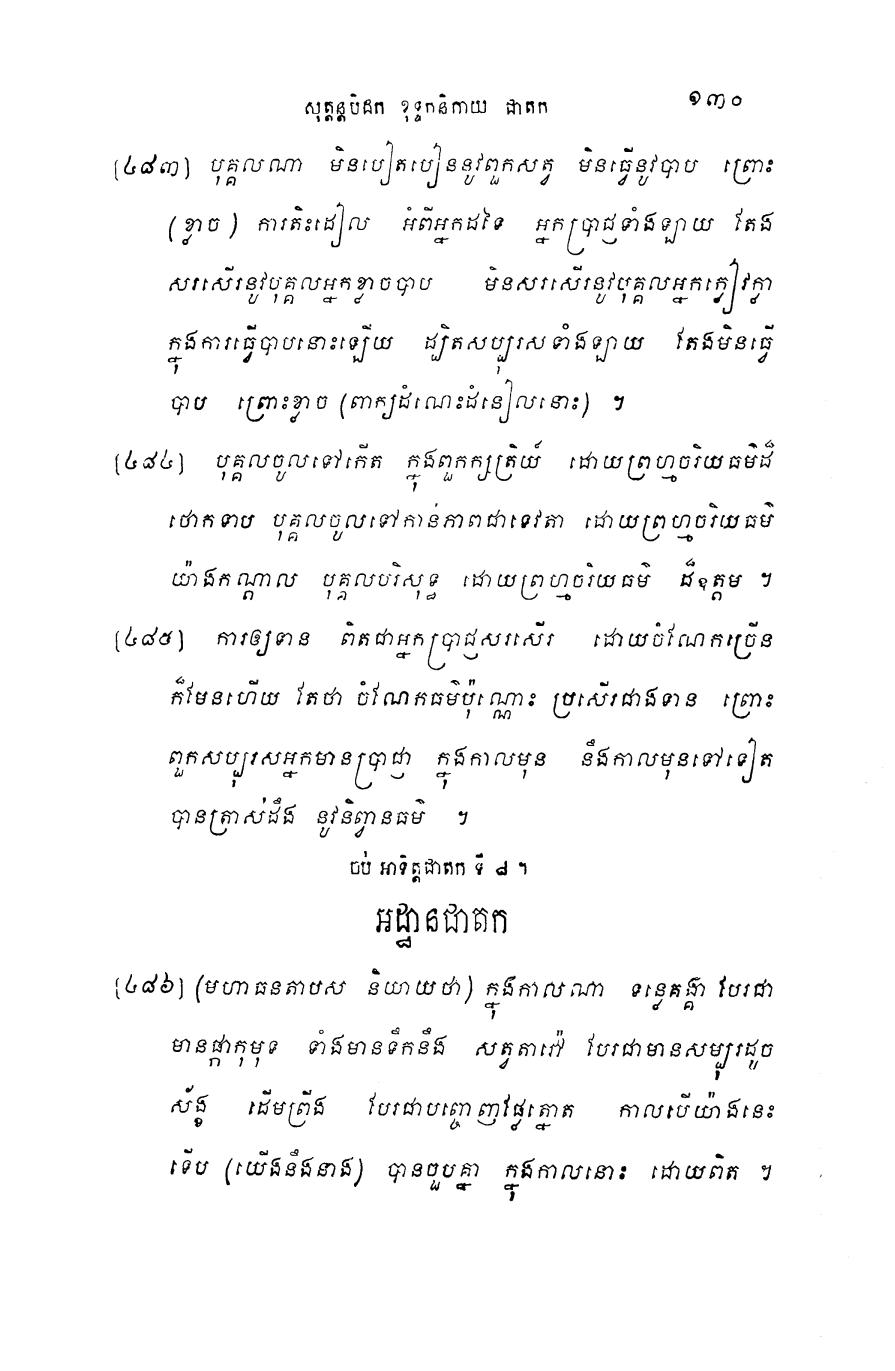 សុត្តន្តបិដក ខុទ្ទកនិកាយ ជាតក ១៣០
[៤៨៣] បុគ្គលណា មិនបៀតបៀននូវពួកសត្វ មិនធ្វើនូវបាប ព្រោះ
(ខ្លាច) ការតិះដៀល អំពីអ្នកដទៃ អ្នកប្រាជ្ញទាំងឡាយ តែង
សរសើរនូវបុគ្គលអ្នកខ្លាចបាប មិនសរសើរនូវបុគ្គលអ្នកក្លៀវក្លា
ក្នុងការធ្វើបាបនោះឡើយ ដ្បិតសប្បុរសទាំងឡាយ តែងមិនធ្វើ
បាប ព្រោះខ្លាច (ពាក្យដំណេះដំនៀលនោះ) ។
[៤៨៤] បុគ្គលចូលទៅកើត ក្នុងពួកក្សត្រិយ៍ ដោយព្រហ្មចរិយធម៌ដ៏
ថោកទាប បុគ្គលចូលទៅកាន់ភាពជាទេវតា ដោយព្រហ្មចរិយធម៌
យ៉ាងកណ្តាល បុគ្គលបរិសុទ្ធ ដោយព្រហ្មចរិយធម៌ ដ៏ឧត្តម ។
[៤៨៥] ការឲ្យទាន ពិតជាអ្នកប្រាជ្ញសរសើរ ដោយចំណែកច្រើន
ក៏មែនហើយ តែថា ចំណែកធម៌ប៉ុណ្ណោះ ប្រសើរជាងទាន ព្រោះ
ពួកសប្បុរសអ្នកមានប្រាជ្ញា ក្នុងកាលមុន នឹងកាលមុនទៅទៀត
បានត្រាស់ដឹង នូវនិព្វានធម៌ ។
ចប់ អាទិត្តជាតក ទី ៨ ។
អដ្ឋានជាតក
[៤៨៦] (មហាធនតាបស និយាយថា) ក្នុងកាលណា ទន្លេគង្គា បែរជា
មានផ្កាកុមុទ ទាំងមានទឹកនឹង សត្វតាវ៉ៅ បែរជាមានសម្បុរដូច
ស័ង្ខ ដើមព្រីង បែរជាបញ្ចេញផ្លែត្នោត កាលបើយ៉ាងនេះ
ទើប (យើងនឹងនាង) បានចួបគ្នា ក្នុងកាលនោះ ដោយពិត ។